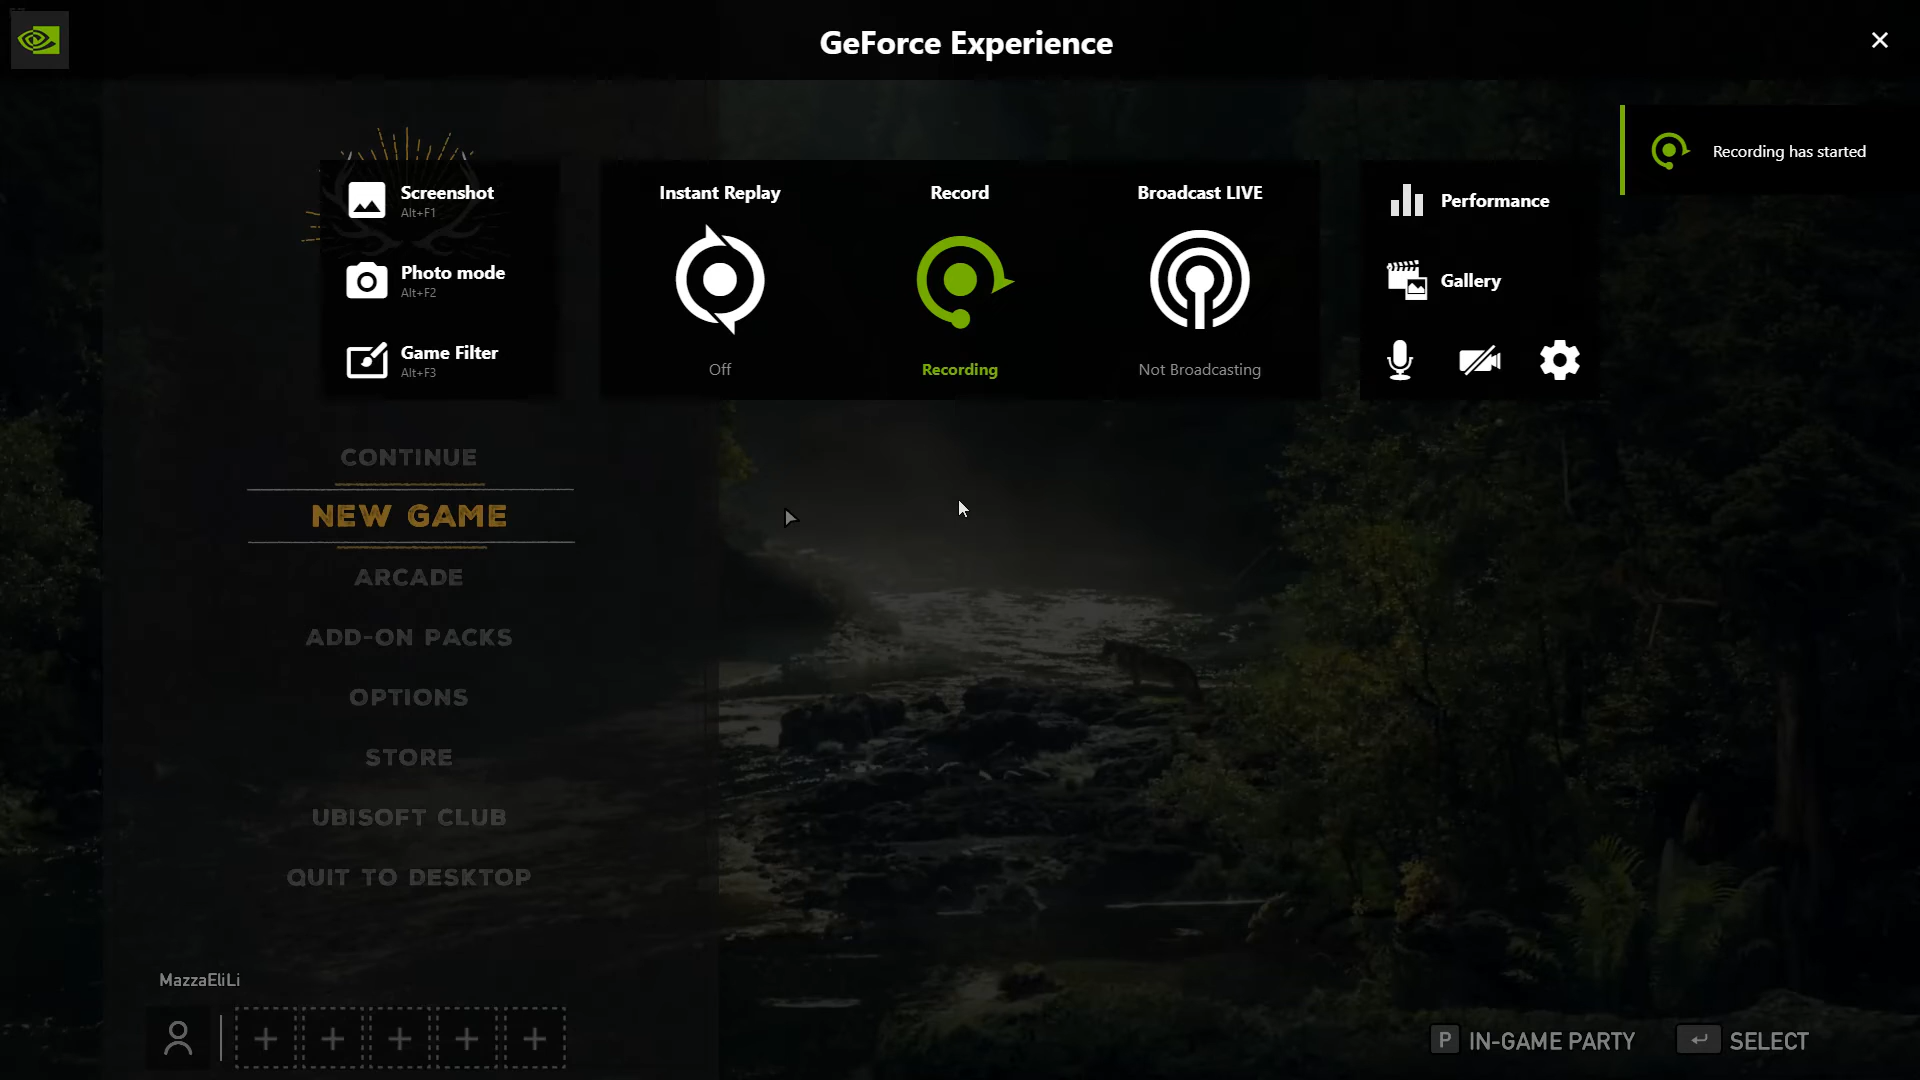 GeForce Experience
Recording has started
Screenshot
Alt+F1
Photo mode
Alt+F2
Game Filter
Alt+F3
Instant Replay
Off
Record
Recording
Broadcast LIVE
Not Broadcasting
Performance
Gallery
CONTINUE
NEW GAME
ARCADE
ADD-ON PACKS
OPTIONS
STORE
UBISOFT CLUB
QUIT TO DESKTOP
MazzaEliLi
P IN-GAME PARTY
SELECT